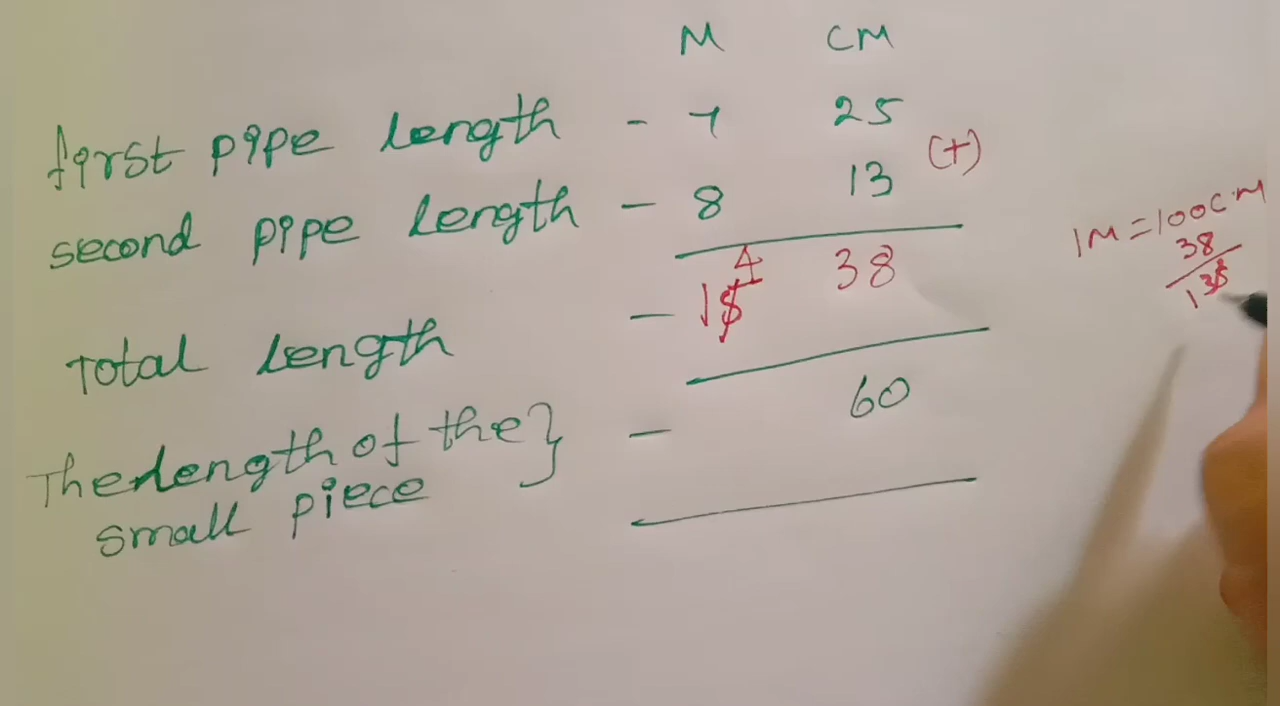 M CM
first pipe length - 7 25
second pipe length - 8 13 (+)
4
Total length - 15 38
The length of the } - 60
small piece
1M = 100CM
38
138